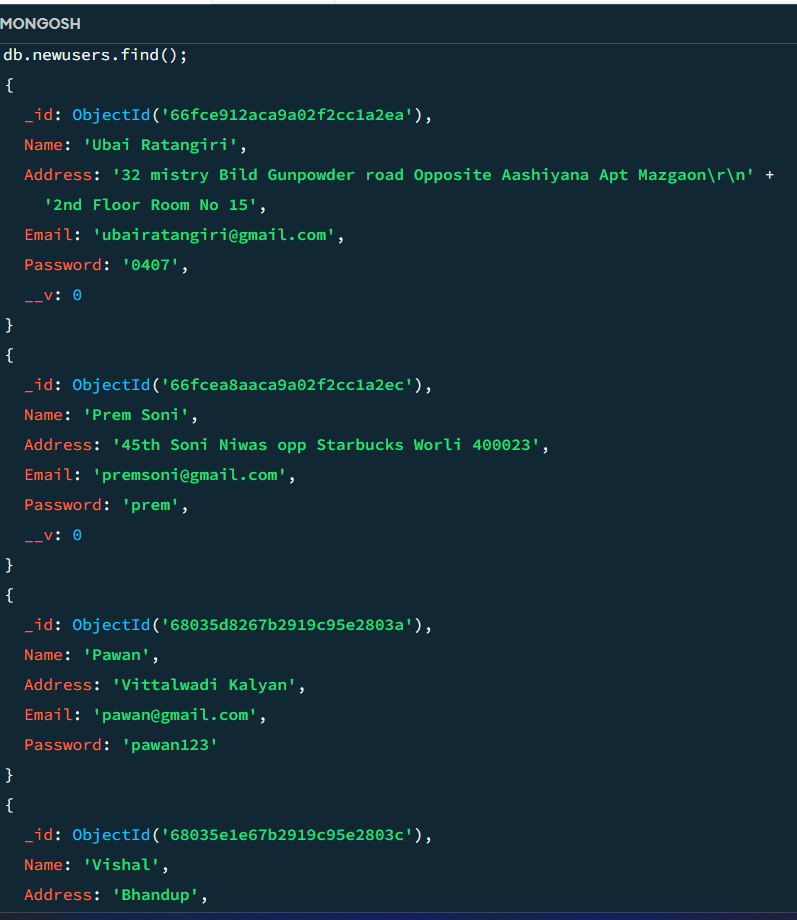 MONGOSH
db.newusers.find();
{
_id: ObjectId('66fce912aca9a02f2cc1a2ea'),
Name: 'Ubai Ratangiri',
Address: '32 mistry Bild Gunpowder road Opposite Aashiyana Apt Mazgaon\r\n' +
'2nd Floor Room No 15',
Email: 'ubairatangiri@gmail.com',
Password: '0407',
__v: 0
}
{
_id: ObjectId('66fcea8aaca9a02f2cc1a2ec'),
Name: 'Prem Soni',
Address: '45th Soni Niwas opp Starbucks Worli 400023',
Email: 'premsoni@gmail.com',
Password: 'prem',
__v: 0
}
{
_id: ObjectId('68035d8267b2919c95e2803a'),
Name: 'Pawan',
Address: 'Vittalwadi Kalyan',
Email: 'pawan@gmail.com',
Password: 'pawan123'
}
{
_id: ObjectId('68035e1e67b2919c95e2803c'),
Name: 'Vishal',
Address: 'Bhandup',